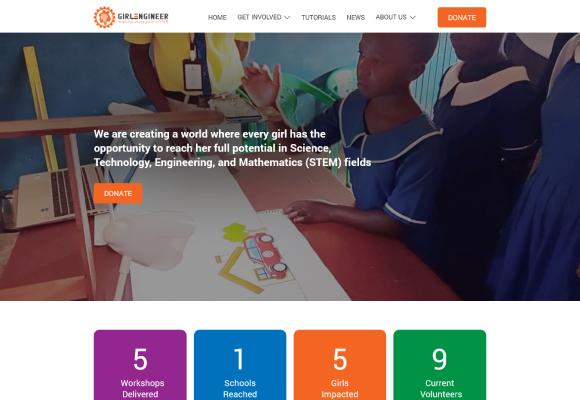 GIRLENGINEER
HOME
GET INVOLVED
TUTORIALS
NEWS
ABOUT US
DONATE
We are creating a world where every girl has the
opportunity to reach her full potential in Science,
Technology, Engineering, and Mathematics (STEM) fields
DONATE
5
Workshops
Delivered
1
Schools
Reached
5
Girls
Impacted
9
Current
Volunteers